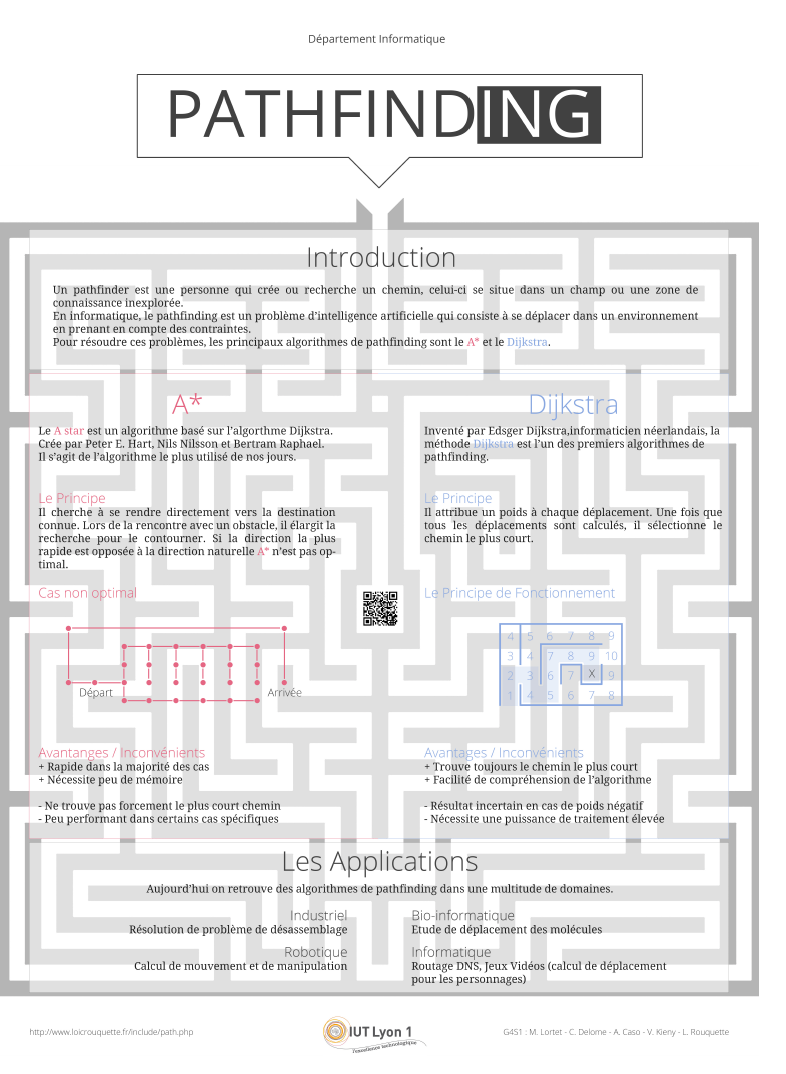 Département Informatique
PATHFINDING
Introduction
Un pathfinder est une personne qui crée ou recherche un chemin, celui-ci se situe dans un champ ou une zone de
connaissance inexplorée.
En informatique, le pathfinding est un problème d'intelligence artificielle qui consiste à se déplacer dans un environnement
en prenant en compte des contraintes.
Pour résoudre ces problèmes, les principaux algorithmes de pathfinding sont le A* et le Dijkstra.
A*
Le A star est un algorithme basé sur l'algorthme Dijkstra.
Crée par Peter E. Hart, Nils Nilsson et Bertram Raphael.
Il s'agit de l'algorithme le plus utilisé de nos jours.
Le Principe
Il cherche à se rendre directement vers la destination
connue. Lors de la rencontre avec un obstacle, il élargit la
recherche pour le contourner. Si la direction la plus
rapide est opposée à la direction naturelle A* n'est pas op-
timal.
Cas non optimal
Départ
Arrivée
Avantanges / Inconvénients
+ Rapide dans la majorité des cas
+ Nécessite peu de mémoire
- Ne trouve pas forcement le plus court chemin
- Peu performant dans certains cas spécifiques
Dijkstra
Inventé par Edsger Dijkstra,informaticien néerlandais, la
méthode Dijkstra est l'un des premiers algorithmes de
pathfinding.
Le Principe
Il attribue un poids à chaque déplacement. Une fois que
tous les déplacements sont calculés, il sélectionne le
chemin le plus court.
Le Principe de Fonctionnement
4 5 6 7 8 9
3 4 7 8 9 10
2 3 6 7 X 9
1 4 5 6 7 8
Avantages / Inconvénients
+ Trouve toujours le chemin le plus court
+ Facilité de compréhension de l'algorithme
- Résultat incertain en cas de poids négatif
- Nécessite une puissance de traitement élevée
Les Applications
Aujourd'hui on retrouve des algorithmes de pathfinding dans une multitude de domaines.
Industriel
Résolution de problème de désassemblage
Bio-informatique
Etude de déplacement des molécules
Robotique
Calcul de mouvement et de manipulation
Informatique
Routage DNS, Jeux Vidéos (calcul de déplacement
pour les personnages)
http://www.loicrouquette.fr/include/path.php
IUT Lyon 1
l'excellence technologique
G4S1 : M. Lortet - C. Delome - A. Caso - V. Kieny - L. Rouquette